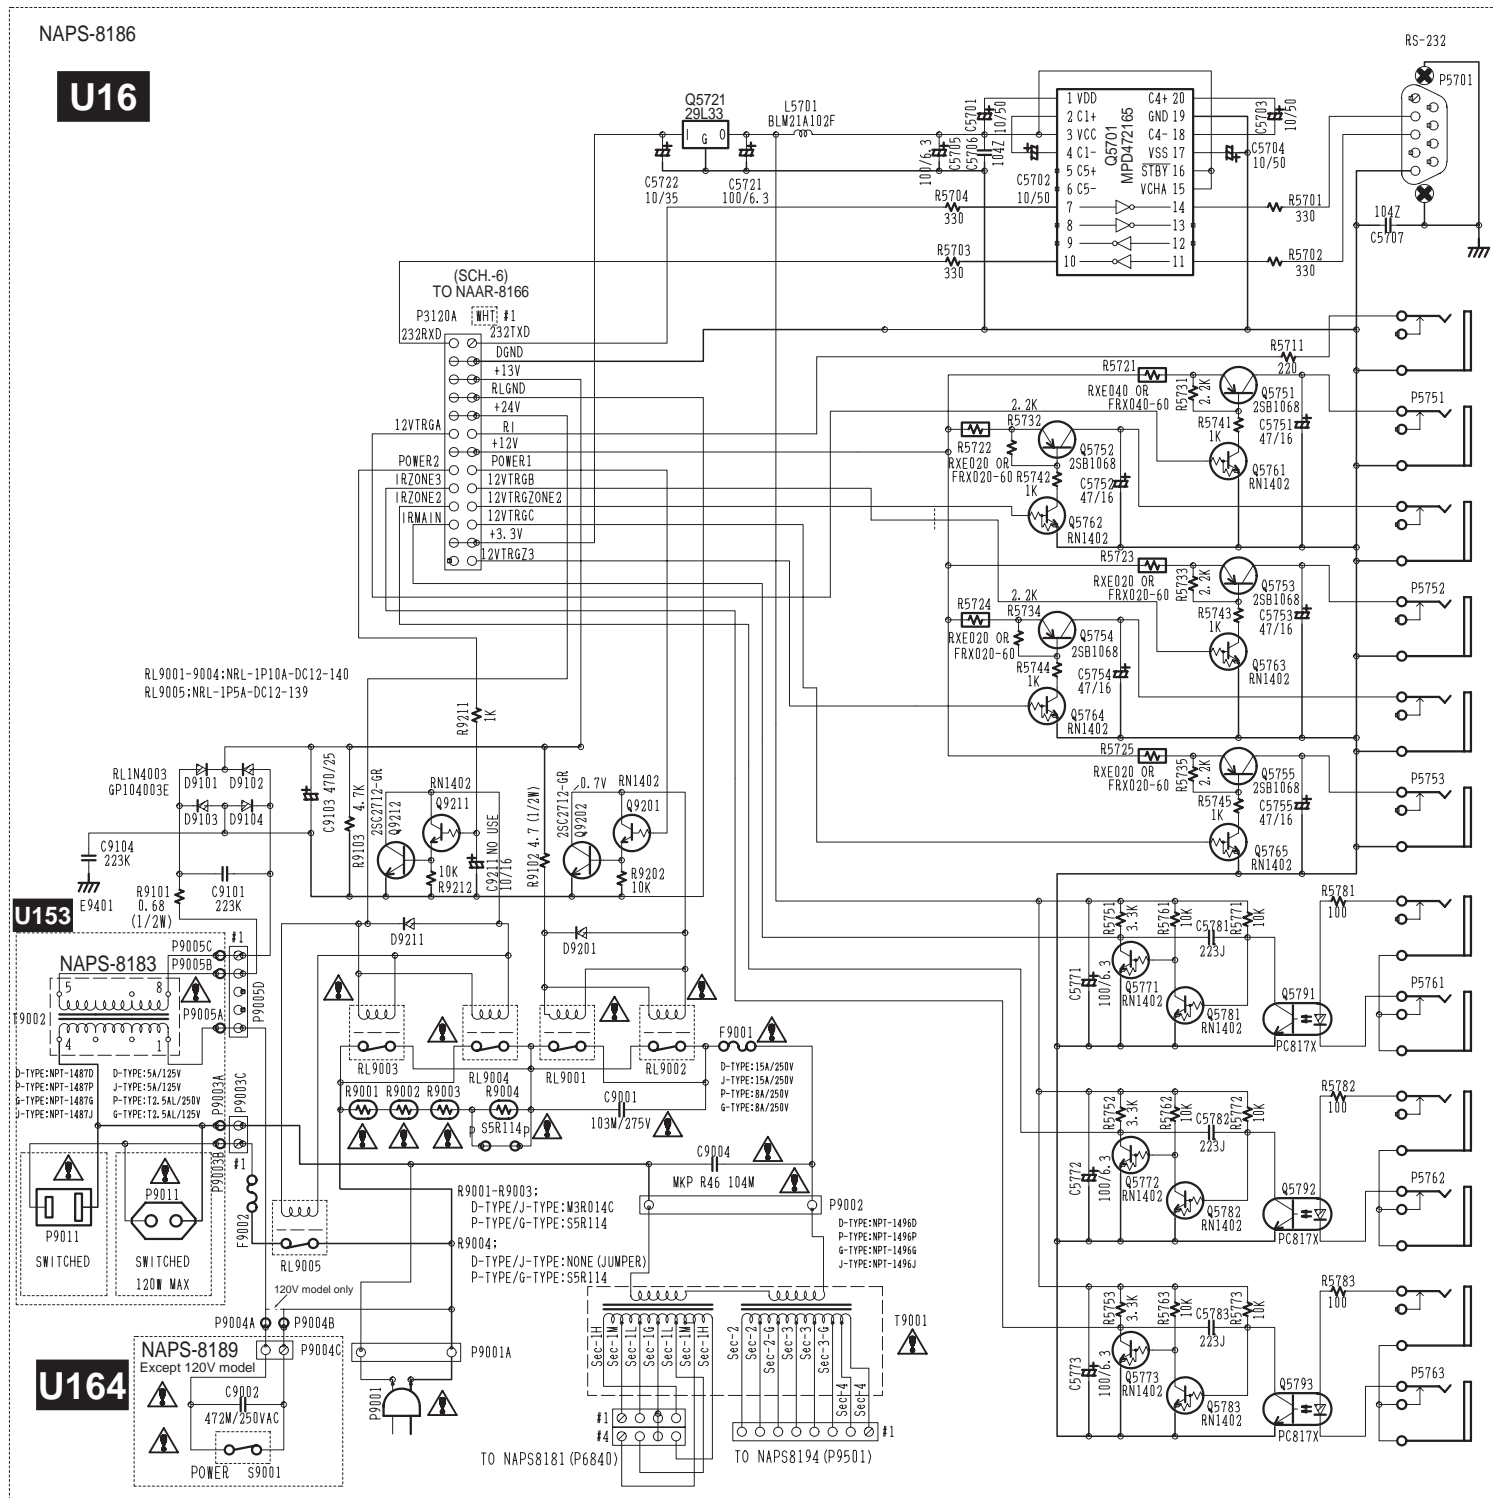 NAPS-8186
U16
RS-232
P5701
Q5721
29L33
L5701
BLM21A102F
I G O
C5722
10/35
C5721
100/6.3
C5705
100/6.3
C5706
104Z
C5701
10/50
C5702
10/50
Q5701
MPD472165
1 VDD
2 C1+
3 VCC
4 C1-
5 C5+
6 C5-
7
8
9
10
C4+ 20
GND 19
C4- 18
VSS 17
STBY 16
VCHA 15
14
13
12
11
C5703
10/50
C5704
10/50
R5704
330
R5703
330
R5701
330
R5702
330
104Z
C5707
(SCH.-6)
TO NAAR-8166
P3120A WHT #1
232RXD
232TXD
DGND
+13V
RLGND
+24V
12VTRGA
RI
+12V
POWER2
POWER1
IRZONE3
12VTRGB
IRZONE2
12VTRGZONE2
IRMAIN
12VTRGC
+3.3V
12VTRGZ3
R5711
220
R5721
RXE040 OR
FRX040-60
R5731
2.2K
Q5751
2SB1068
R5741
1K
C5751
47/16
Q5761
RN1402
P5751
2.2K
R5732
R5722
RXE020 OR
FRX020-60
Q5752
2SB1068
R5742
1K
C5752
47/16
Q5762
RN1402
R5723
RXE020 OR
FRX020-60
R5733
2.2K
Q5753
2SB1068
R5743
1K
C5753
47/16
Q5763
RN1402
P5752
2.2K
R5734
R5724
RXE020 OR
FRX020-60
Q5754
2SB1068
R5744
1K
C5754
47/16
Q5764
RN1402
R5725
RXE020 OR
FRX020-60
R5735
2.2K
Q5755
2SB1068
R5745
1K
C5755
47/16
Q5765
RN1402
P5753
RL9001-9004;NRL-1P10A-DC12-140
RL9005;NRL-1P5A-DC12-139
RL1N4003
GP104003E
D9101 D9102
D9103 D9104
C9104
223K
E9401
R9101
0.68
(1/2W)
C9101
223K
C9103 470/25
R9103 4.7K
2SC2712-GR
Q9212
RN1402
Q9211
R9211
1K
10K
R9212
C9211 NO USE
10/16
R9102 4.7 (1/2W)
2SC2712-GR
Q9202
0.7V
RN1402
Q9201
R9202
10K
D9211
D9201
U153
NAPS-8183
5 8
T9002
4 1
P9005C
P9005B
P9005A
P9005D
#1
D-TYPE:NPT-1487D
P-TYPE:NPT-1487P
G-TYPE:NPT-1487G
J-TYPE:NPT-1487J
D-TYPE:5A/125V
J-TYPE:5A/125V
P-TYPE:T2.5AL/250V
G-TYPE:T2.5AL/125V
P9003A
P9003C
P9003B
#1
P9011
SWITCHED
P9011
SWITCHED
120W MAX
F9002
RL9005
RL9003
RL9004
RL9001
RL9002
F9001
D-TYPE:15A/250V
J-TYPE:15A/250V
P-TYPE:8A/250V
G-TYPE:8A/250V
R9001 R9002 R9003
R9004
P S5R114 P
C9001
103M/275V
C9004
MKP R46 104M
P9002
R9001-R9003;
D-TYPE/J-TYPE:M3R014C
P-TYPE/G-TYPE:S5R114
R9004;
D-TYPE/J-TYPE:NONE (JUMPER)
P-TYPE/G-TYPE:S5R114
D-TYPE:NPT-1496D
P-TYPE:NPT-1496P
G-TYPE:NPT-1496G
J-TYPE:NPT-1496J
120V model only
P9004A P9004B
U164
NAPS-8189
Except 120V model
P9004C
C9002
472M/250VAC
POWER S9001
P9001A
P9001
T9001
Sec-1H
Sec-1M
Sec-1L
Sec-1G
Sec-1L
Sec-1M
Sec-1H
Sec-2
Sec-2
Sec-2-G
Sec-3
Sec-3
Sec-3-G
Sec-4
Sec-4
#1
#4
#1
TO NAPS8181 (P6840)
TO NAPS8194 (P9501)
R5751
3.3K
R5761
10K
R5771
10K
C5781
223J
R5781
100
C5771
100/6.3
Q5771
RN1402
Q5781
RN1402
Q5791
PC817X
P5761
R5752
3.3K
R5762
10K
R5772
10K
C5782
223J
R5782
100
C5772
100/6.3
Q5772
RN1402
Q5782
RN1402
Q5792
PC817X
P5762
R5753
3.3K
R5763
10K
R5773
10K
C5783
223J
R5783
100
C5773
100/6.3
Q5773
RN1402
Q5783
RN1402
Q5793
PC817X
P5763